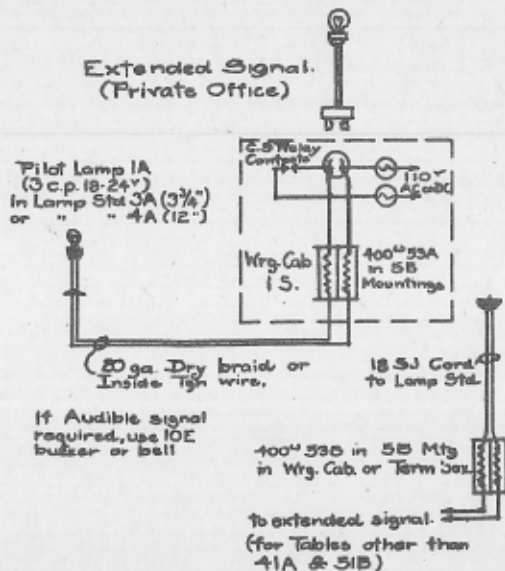 Extended Signal.
(Private Office)
C.S Relay
Contacts
110v
AC or DC
Pilot Lamp 1A
(3 c.p. 18-24v)
In Lamp Std 3A (3¾")
or " " 4A (12")
Wrg. Cab
1 S.
400ω 53A
in 5B
Mountings
20 ga. Dry braid or
Inside Tgn wire.
18 SJ Cord
to Lamp Std
If Audible signal
required, use 10E
buzzer or bell
400ω 53B in 5B Mtg
in Wrg. Cab. or Term box
to extended signal.
(for Tables other than
41A & 51B)